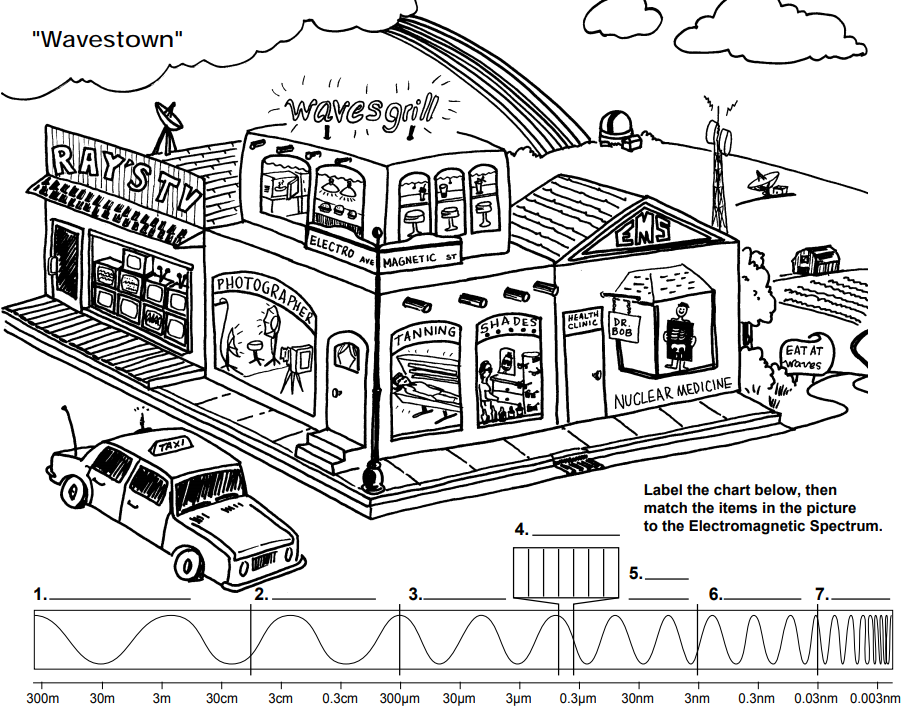 "Wavestown"
wavesgrill
RAY'S TV
ELECTRO AVE
MAGNETIC ST
EMS
PHOTOGRAPHER
TANNING
SHADES
HEALTH
CLINIC
DR.
BOB
EAT AT
waves
NUCLEAR MEDICINE
TAXI
Label the chart below, then
match the items in the picture
to the Electromagnetic Spectrum.
4.
5.
1. 2. 3. 6. 7.
300m 30m 3m 30cm 3cm 0.3cm 300µm 30µm 3µm 0.3µm 30nm 3nm 0.3nm 0.03nm 0.003nm